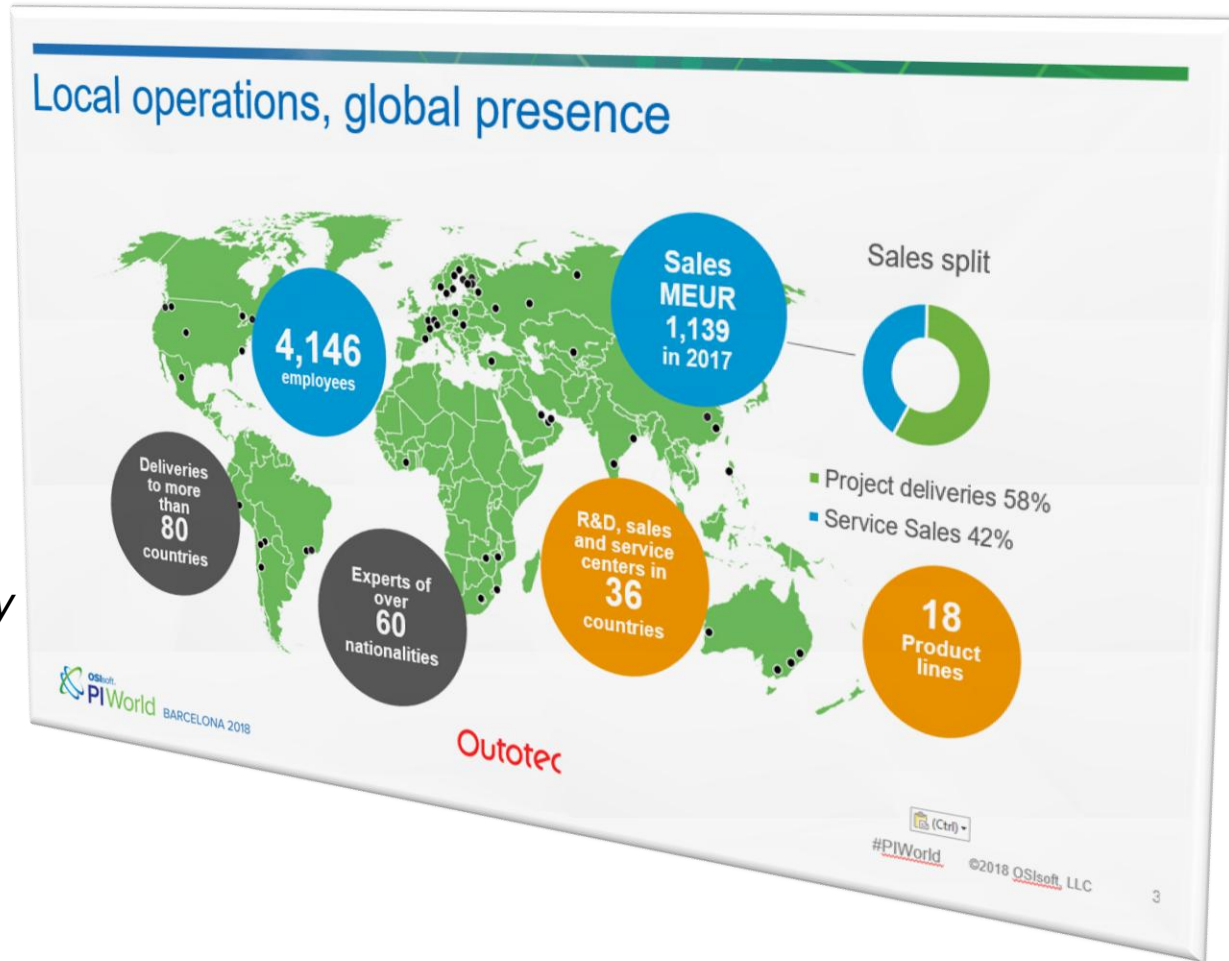 Local operations, global presence
4,146
employees
Sales
MEUR
1,139
in 2017
Sales split
Project deliveries 58%
Service Sales 42%
Deliveries
to more
than
80
countries
Experts of
over
60
nationalities
R&D, sales
and service
centers in
36
countries
18
Product
lines
y
OSIsoft.
PIWorld BARCELONA 2018
Outotec
(Ctrl)
#PIWorld ©2018 OSIsoft, LLC 3